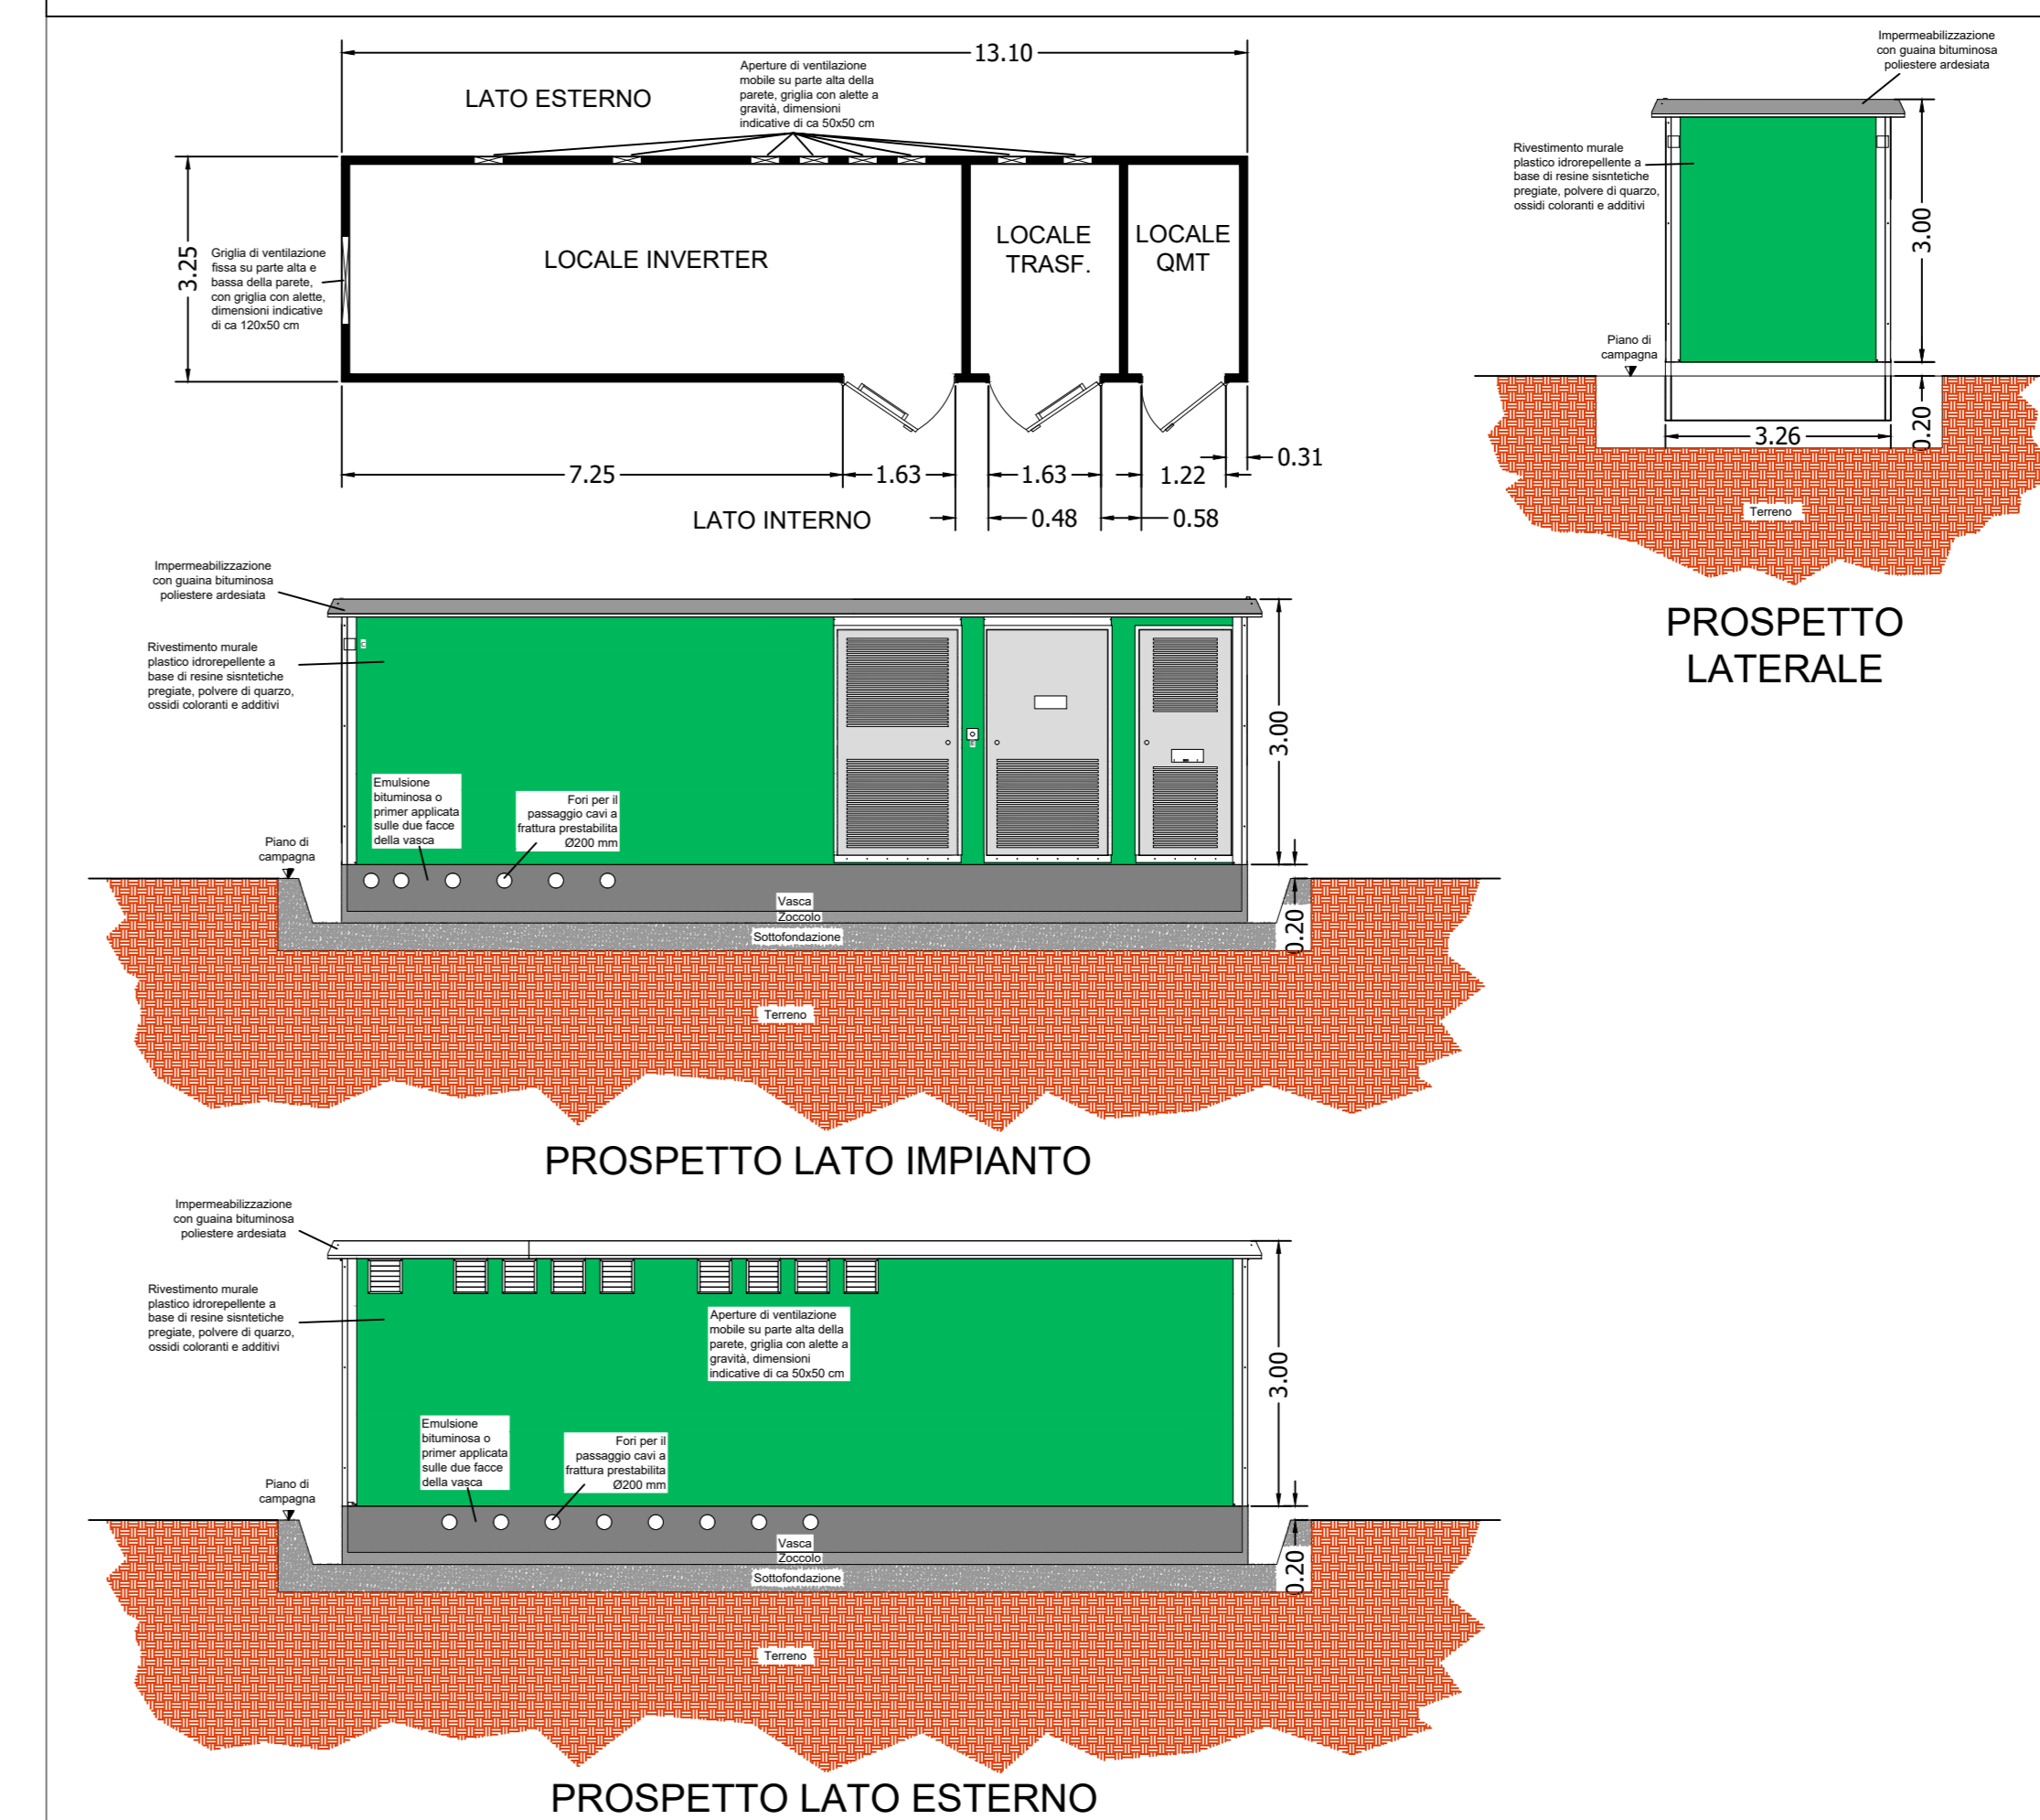 13.10
LATO ESTERNO
Aperture di ventilazione
mobile su parte alta della
parete, griglia con alette a
gravità, dimensioni
indicative di ca 50x50 cm
3.25
Griglia di ventilazione
fissa su parte alta e
bassa della parete,
con griglia con alette,
dimensioni indicative
di ca 120x50 cm
LOCALE INVERTER
LOCALE
TRASF.
LOCALE
QMT
7.25
1.63
1.63
1.22
0.31
LATO INTERNO
0.48
0.58
Impermeabilizzazione
con guaina bituminosa
poliestere ardesiata
Rivestimento murale
plastico idrorepellente a
base di resine sisntetiche
pregiate, polvere di quarzo,
ossidi coloranti e additivi
3.00
Piano di
campagna
0.20
3.26
Terreno
PROSPETTO
LATERALE
Impermeabilizzazione
con guaina bituminosa
poliestere ardesiata
Rivestimento murale
plastico idrorepellente a
base di resine sisntetiche
pregiate, polvere di quarzo,
ossidi coloranti e additivi
3.00
Emulsione
bituminosa o
primer applicata
sulle due facce
della vasca
Fori per il
passaggio cavi a
frattura prestabilita
Ø200 mm
Piano di
campagna
Vasca
Zoccolo
Sottofondazione
0.20
Terreno
PROSPETTO LATO IMPIANTO
Impermeabilizzazione
con guaina bituminosa
poliestere ardesiata
Rivestimento murale
plastico idrorepellente a
base di resine sisntetiche
pregiate, polvere di quarzo,
ossidi coloranti e additivi
Aperture di ventilazione
mobile su parte alta della
parete, griglia con alette a
gravità, dimensioni
indicative di ca 50x50 cm
3.00
Emulsione
bituminosa o
primer applicata
sulle due facce
della vasca
Fori per il
passaggio cavi a
frattura prestabilita
Ø200 mm
Piano di
campagna
Vasca
Zoccolo
Sottofondazione
0.20
Terreno
PROSPETTO LATO ESTERNO